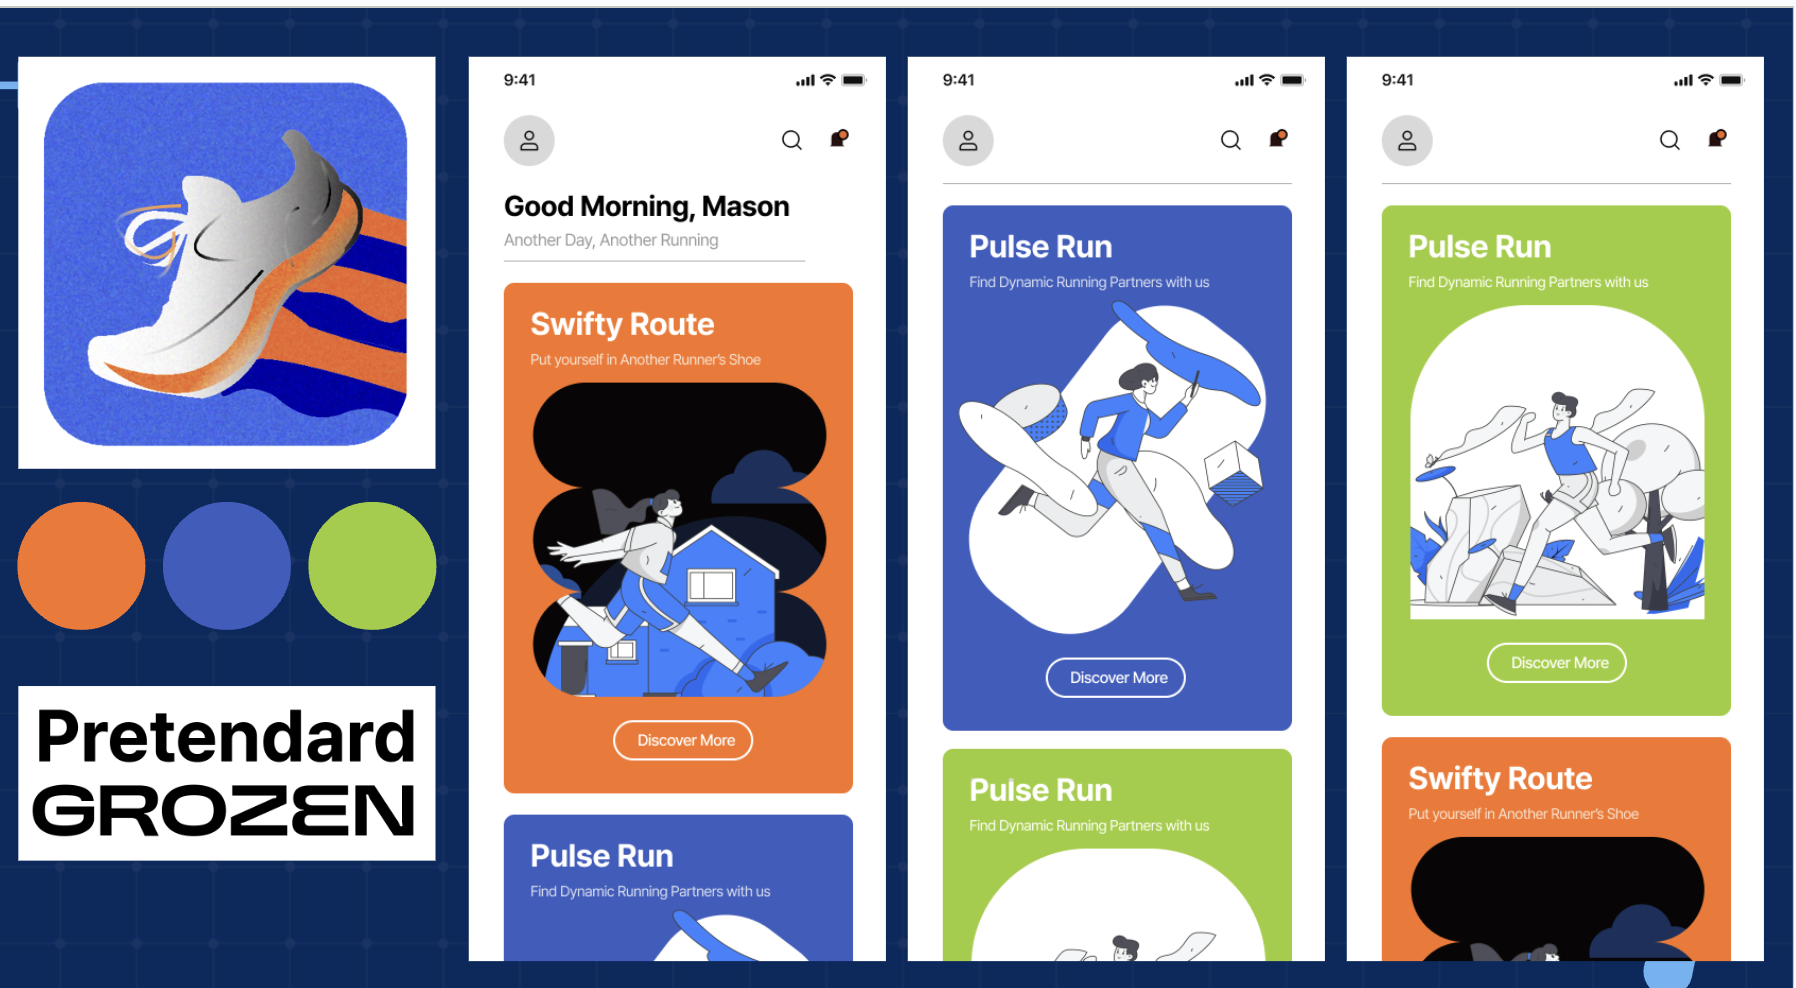 Pretendard
GROZEN
9:41
Good Morning, Mason
Another Day, Another Running
Swifty Route
Put yourself in Another Runner's Shoe
Discover More
Pulse Run
Find Dynamic Running Partners with us
9:41
Pulse Run
Find Dynamic Running Partners with us
Discover More
Pulse Run
Find Dynamic Running Partners with us
9:41
Pulse Run
Find Dynamic Running Partners with us
Discover More
Swifty Route
Put yourself in Another Runner's Shoe